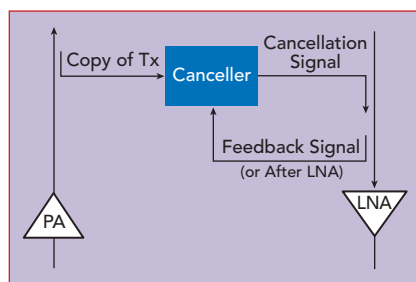 Copy of Tx
Canceller
Cancellation
Signal
Feedback Signal
(or After LNA)
PA
LNA